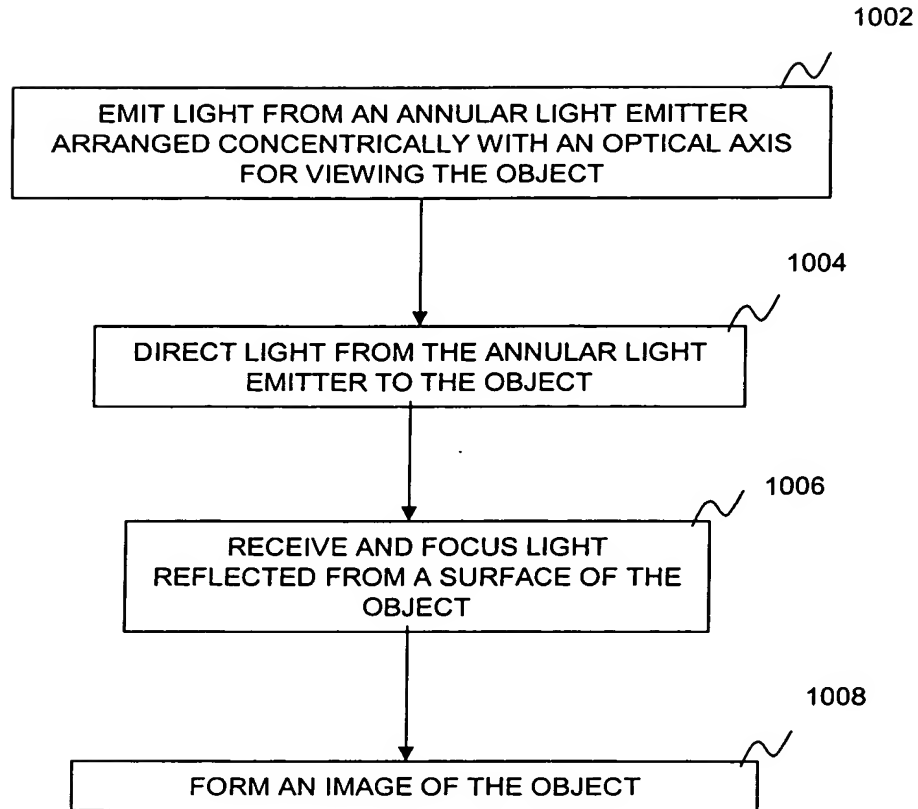 1002
EMIT LIGHT FROM AN ANNULAR LIGHT EMITTER
ARRANGED CONCENTRICALLY WITH AN OPTICAL AXIS
FOR VIEWING THE OBJECT
1004
DIRECT LIGHT FROM THE ANNULAR LIGHT
EMITTER TO THE OBJECT
1006
RECEIVE AND FOCUS LIGHT
REFLECTED FROM A SURFACE OF THE
OBJECT
1008
FORM AN IMAGE OF THE OBJECT